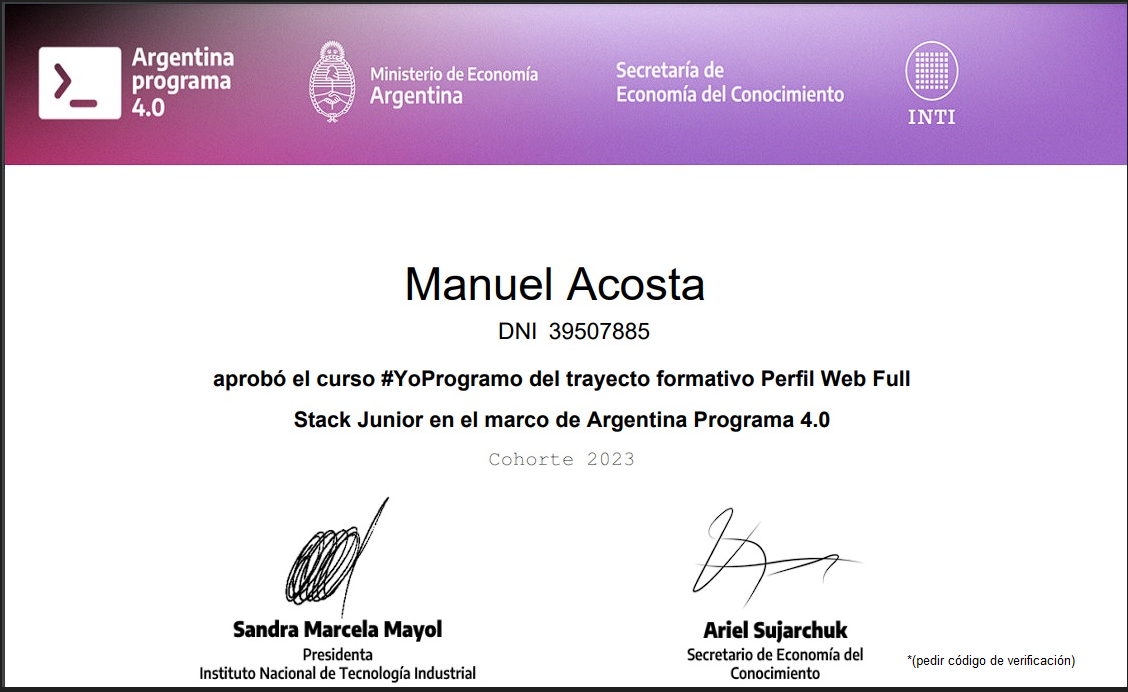 Argentina
programa
4.0
Ministerio de Economía
Argentina
Secretaría de
Economía del Conocimiento
INTI
Manuel Acosta
DNI 39507885
aprobó el curso #YoProgramo del trayecto formativo Perfil Web Full
Stack Junior en el marco de Argentina Programa 4.0
Cohorte 2023
Sandra Marcela Mayol
Presidenta
Instituto Nacional de Tecnología Industrial
Ariel Sujarchuk
Secretario de Economía del
Conocimiento
*(pedir código de verificación)